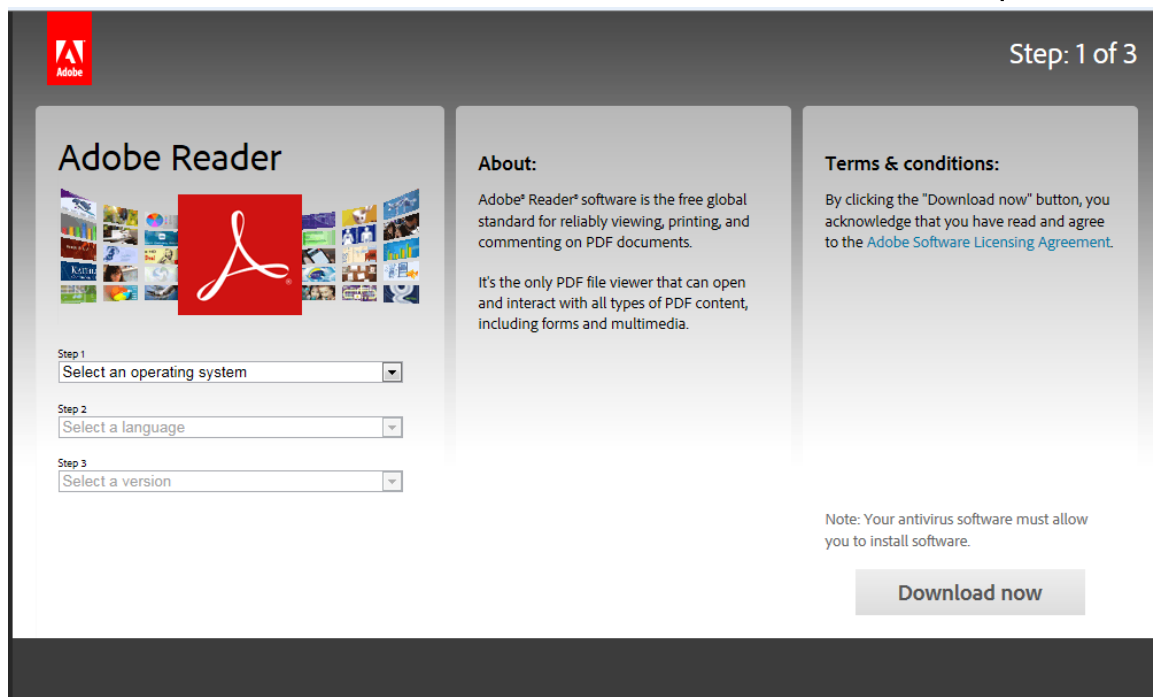 Adobe
Step: 1 of 3
Adobe Reader
Step 1
Select an operating system
Step 2
Select a language
Step 3
Select a version
About:
Adobe® Reader® software is the free global
standard for reliably viewing, printing, and
commenting on PDF documents.
It's the only PDF file viewer that can open
and interact with all types of PDF content,
including forms and multimedia.
Terms & conditions:
By clicking the "Download now" button, you
acknowledge that you have read and agree
to the Adobe Software Licensing Agreement.
Note: Your antivirus software must allow
you to install software.
Download now